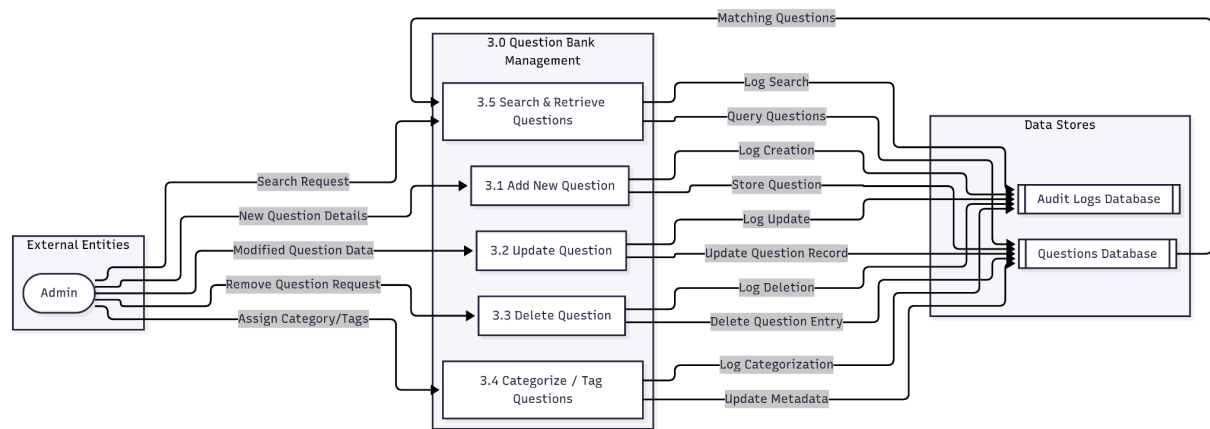 Matching Questions
3.0 Question Bank
Management
3.5 Search & Retrieve
Questions
Log Search
Query Questions
Data Stores
Search Request
3.1 Add New Question
Log Creation
Store Question
Audit Logs Database
New Question Details
Log Update
External Entities
Modified Question Data
3.2 Update Question
Update Question Record
Questions Database
Admin
Remove Question Request
Log Deletion
3.3 Delete Question
Assign Category/Tags
Delete Question Entry
Log Categorization
3.4 Categorize / Tag
Questions
Update Metadata